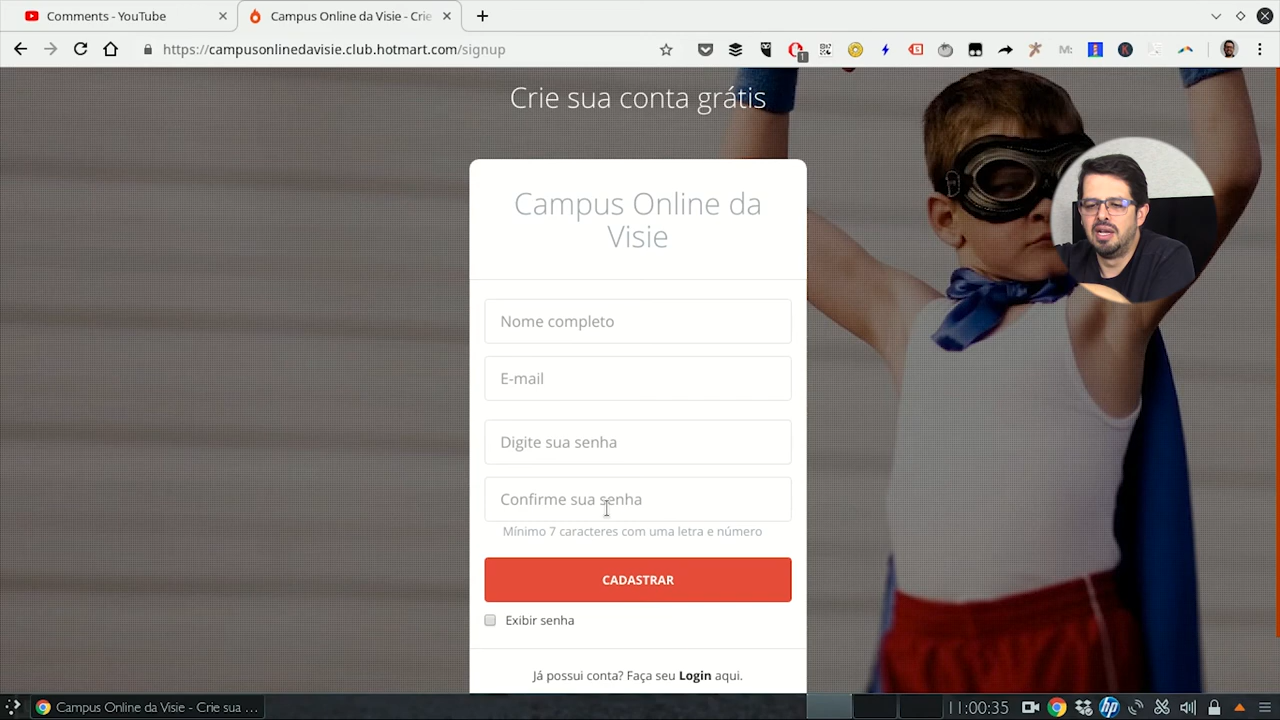 Comments - YouTube
Campus Online da Visie - Crie
https://campusonlinedavisie.club.hotmart.com/signup
1
M:
K
Crie sua conta grátis
Campus Online da
Visie
Nome completo
E-mail
Digite sua senha
Confirme sua senha
Mínimo 7 caracteres com uma letra e número
CADASTRAR
Exibir senha
Já possui conta? Faça seu Login aqui.
Campus Online da Visie - Crie sua ...
11:00:35
hp